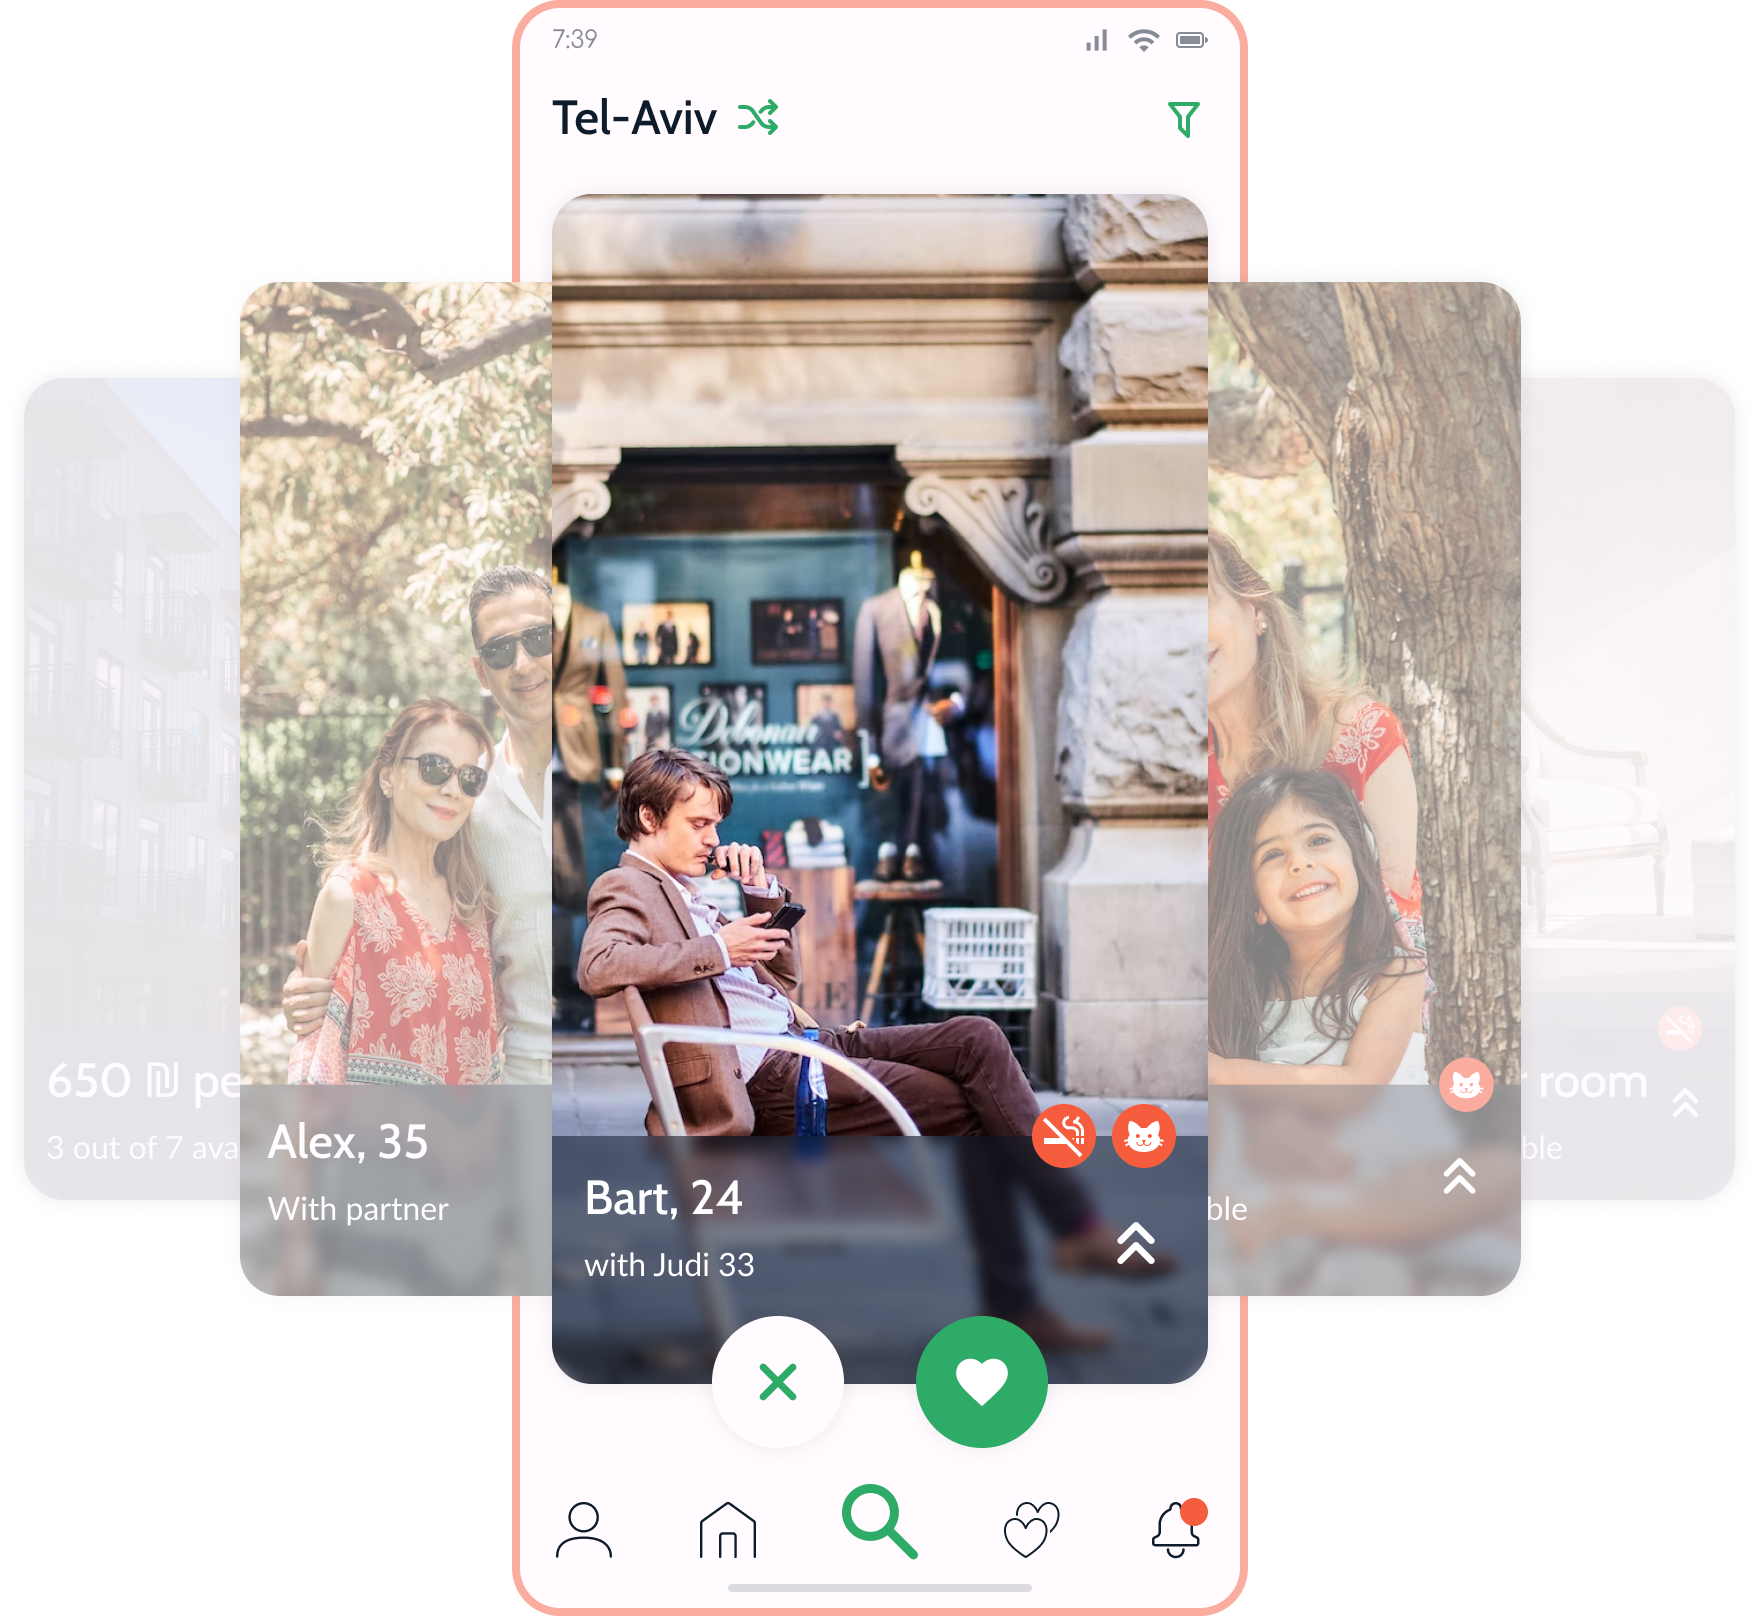 7:39
Tel-Aviv
Debonair
TIONWEAR
650 ₪ pe
3 out of 7 ava
Alex, 35
With partner
Bart, 24
with Judi 33
ble
r room
ble